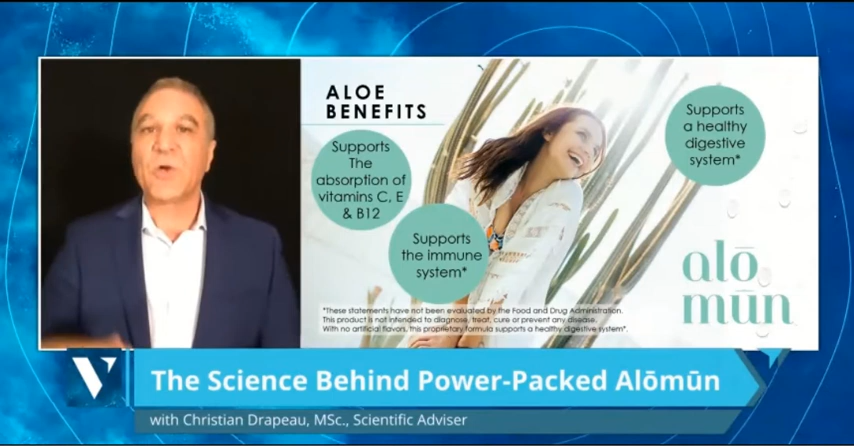 ALOE
BENEFITS
Supports
The
absorption of
vitamins C, E
& B12
Supports
the immune
system*
Supports
a healthy
digestive
system*
alō
mūn
*These statements have not been evaluated by the Food and Drug Administration.
This product is not intended to diagnose, treat, cure or prevent any disease.
With no artificial flavors, this proprietary formula supports a healthy digestive system*.
V
The Science Behind Power-Packed Alōmūn
with Christian Drapeau, MSc., Scientific Adviser